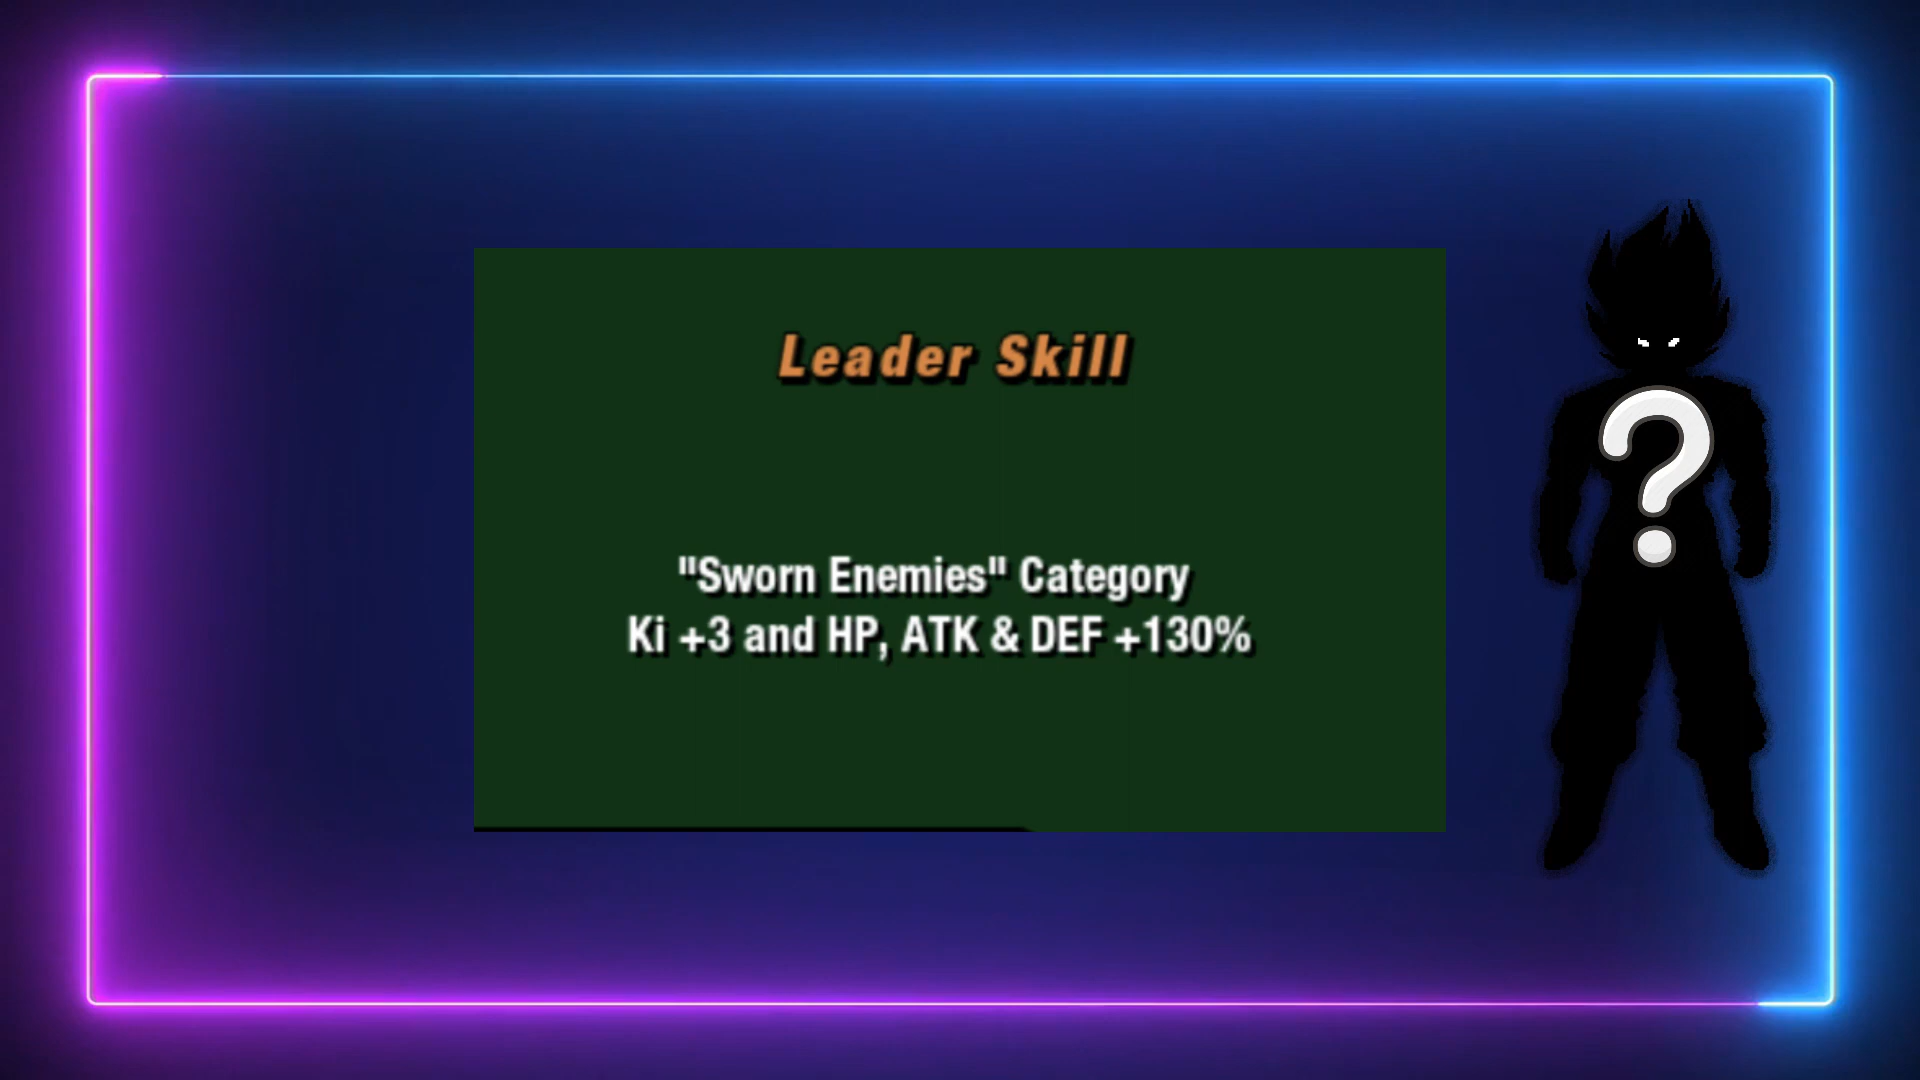 Leader Skill
"Sworn Enemies" Category
Ki +3 and HP, ATK & DEF +130%
?